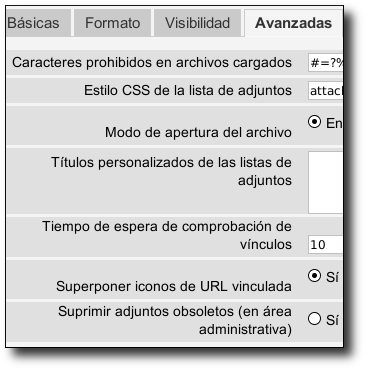 Básicas Formato Visibilidad Avanzadas
Caracteres prohibidos en archivos cargados #=?%
Estilo CSS de la lista de adjuntos
Modo de apertura del archivo En
Títulos personalizados de las listas de
adjuntos
Tiempo de espera de comprobación de
vínculos 10
Superponer iconos de URL vinculada Sí
Suprimir adjuntos obsoletos (en área
administrativa) Sí